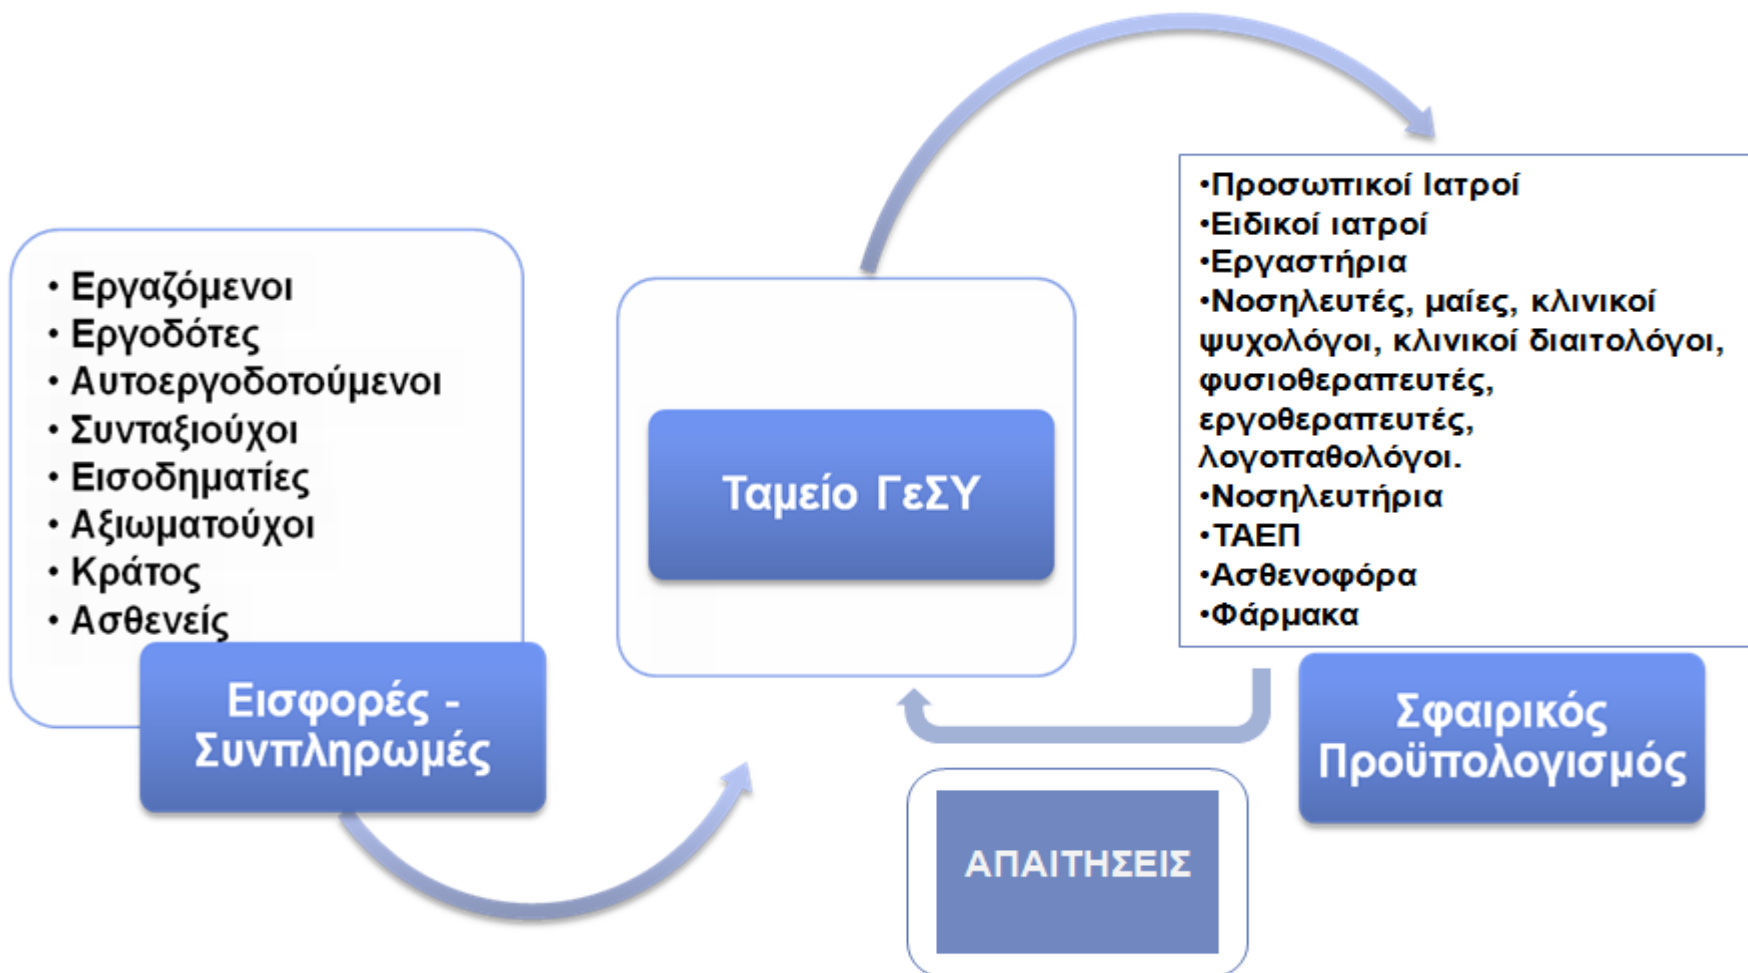 • Εργαζόμενοι
• Εργοδότες
• Αυτοεργοδοτούμενοι
• Συνταξιούχοι
• Εισοδηματίες
• Αξιωματούχοι
• Κράτος
• Ασθενείς
Εισφορές -
Συνπληρωμές
Ταμείο ΓεΣΥ
•Προσωπικοί Ιατροί
•Ειδικοί ιατροί
•Εργαστήρια
•Νοσηλευτές, μαίες, κλινικοί
ψυχολόγοι, κλινικοί διαιτολόγοι,
φυσιοθεραπευτές,
εργοθεραπευτές,
λογοπαθολόγοι.
•Νοσηλευτήρια
•ΤΑΕΠ
•Ασθενοφόρα
•Φάρμακα
Σφαιρικός
Προϋπολογισμός
ΑΠΑΙΤΗΣΕΙΣ